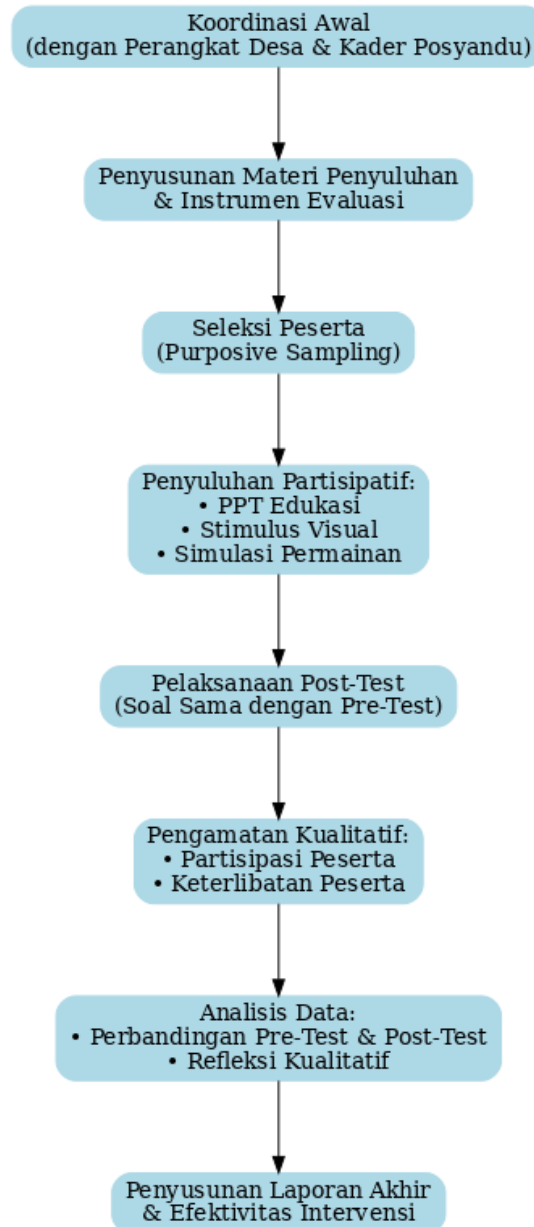 Koordinasi Awal
(dengan Perangkat Desa & Kader Posyandu)
Penyusunan Materi Penyuluhan
& Instrumen Evaluasi
Seleksi Peserta
(Purposive Sampling)
Penyuluhan Partisipatif:
• PPT Edukasi
• Stimulus Visual
• Simulasi Permainan
Pelaksanaan Post-Test
(Soal Sama dengan Pre-Test)
Pengamatan Kualitatif:
• Partisipasi Peserta
• Keterlibatan Peserta
Analisis Data:
• Perbandingan Pre-Test & Post-Test
• Refleksi Kualitatif
Penyusunan Laporan Akhir
& Efektivitas Intervensi